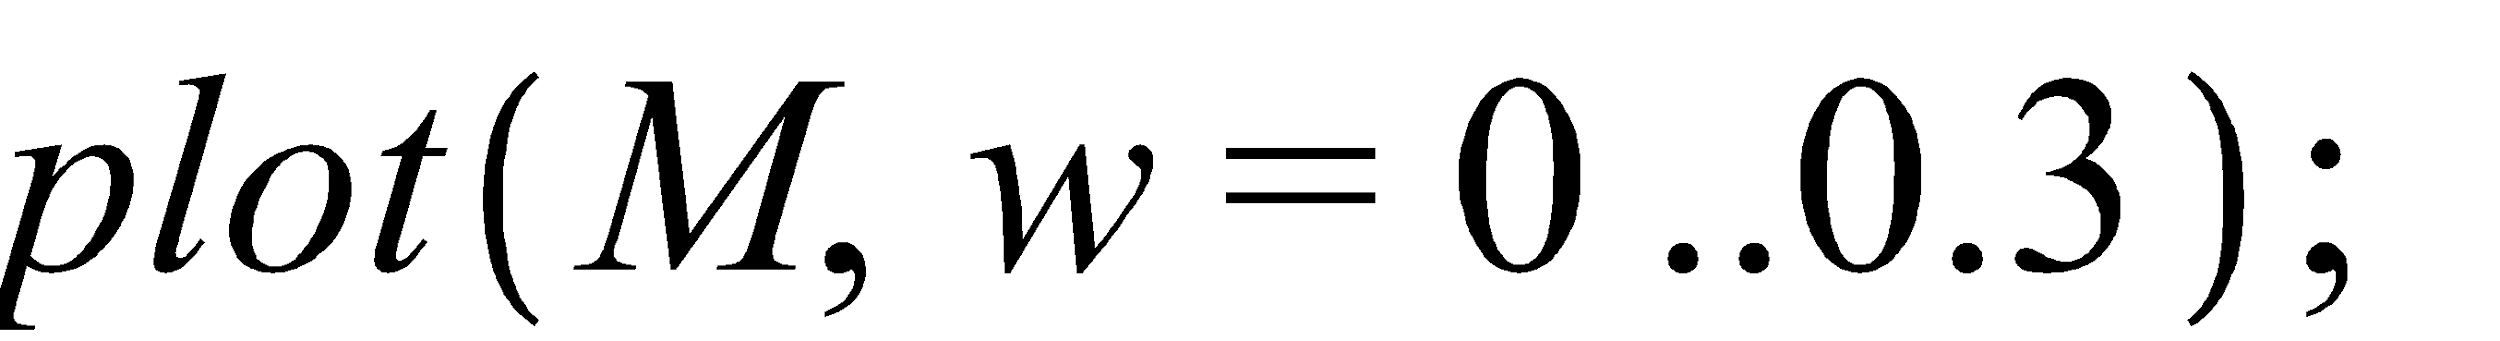 plot(M, w = 0 ..0.3);